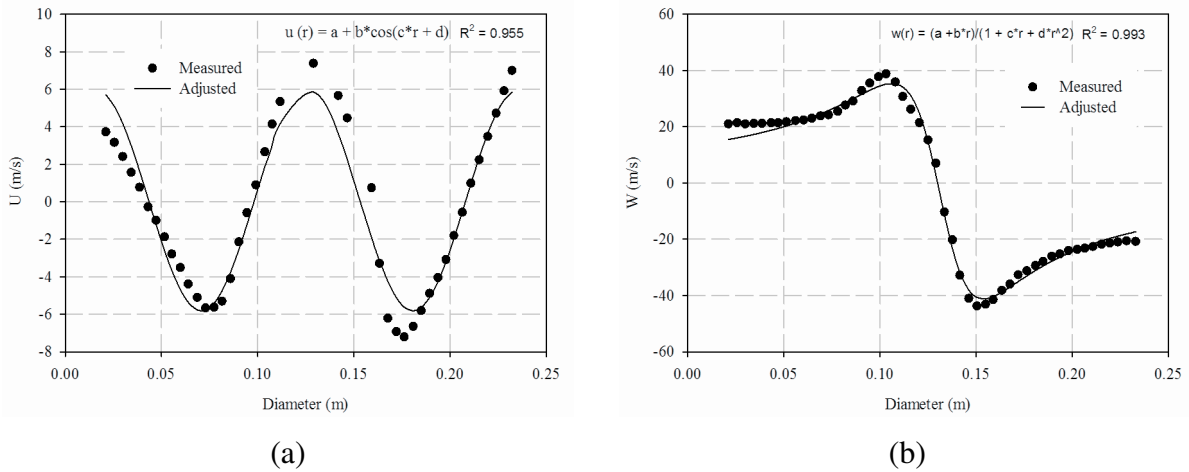 u (r) = a + b*cos(c*r + d) R² = 0.955
Measured
Adjusted
10
8
6
4
2
0
-2
-4
-6
-8
U (m/s)
0.00 0.05 0.10 0.15 0.20 0.25
Diameter (m)
(a)
w(r) = (a +b*r)/(1 + c*r + d*r^2) R² = 0.993
Measured
Adjusted
60
40
20
0
-20
-40
-60
W (m/s)
0.00 0.05 0.10 0.15 0.20 0.25
Diameter (m)
(b)